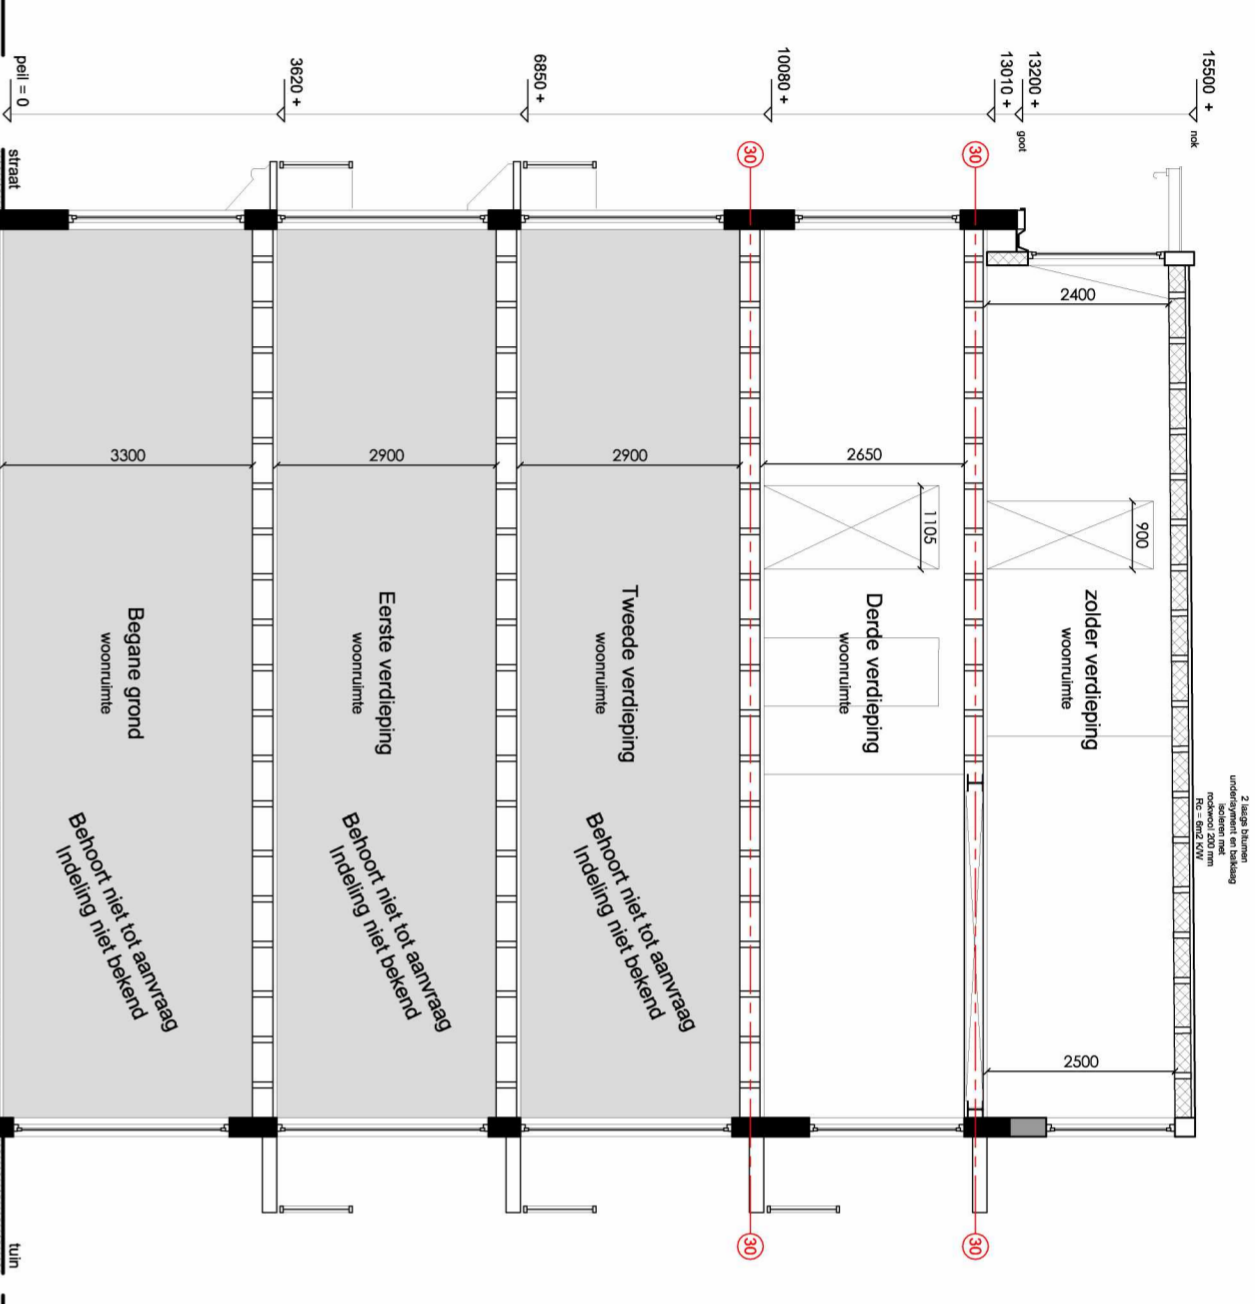 15500 +
nok
13200 +
goot
13010 +
10080 +
6850 +
3620 +
peil = 0
2 laags bitumen
underlayment en balklaag
isoleren met
rockwool 200 mm
Rc = 6m2 K/W
2400
900
zolder verdieping
woonruimte
2500
30
30
2650
1105
Derde verdieping
woonruimte
30
30
2900
Tweede verdieping
woonruimte
Behoort niet tot aanvraag
Indeling niet bekend
2900
Eerste verdieping
woonruimte
Behoort niet tot aanvraag
Indeling niet bekend
3300
Begane grond
woonruimte
Behoort niet tot aanvraag
Indeling niet bekend
straat
tuin